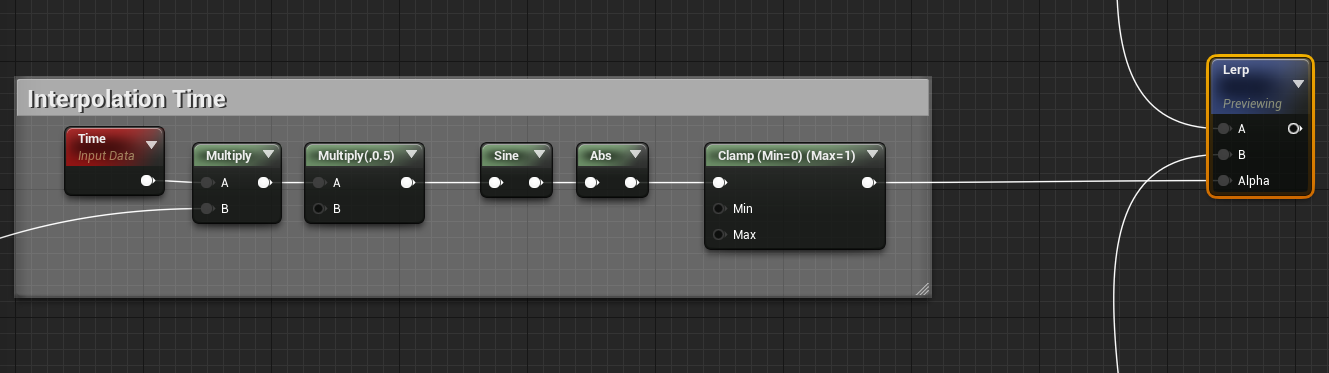 Interpolation Time
Time
Input Data
Multiply
A
B
Multiply(,0.5)
A
B
Sine
Abs
Clamp (Min=0) (Max=1)
Min
Max
Lerp
Previewing
A
B
Alpha